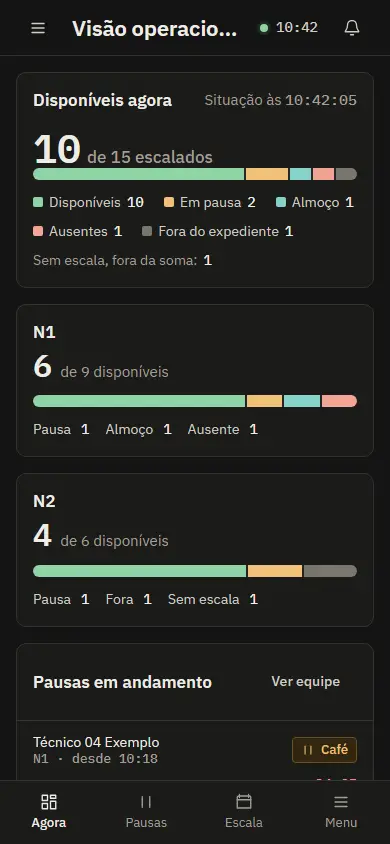 Visão operacio...
10:42
Disponíveis agora
Situação às 10:42:05
10 de 15 escalados
Disponíveis 10
Em pausa 2
Almoço 1
Ausentes 1
Fora do expediente 1
Sem escala, fora da soma: 1
N1
6 de 9 disponíveis
Pausa 1
Almoço 1
Ausente 1
N2
4 de 6 disponíveis
Pausa 1
Fora 1
Sem escala 1
Pausas em andamento
Ver equipe
Técnico 04 Exemplo
Café
N1 · desde 10:18
Agora
Pausas
Escala
Menu